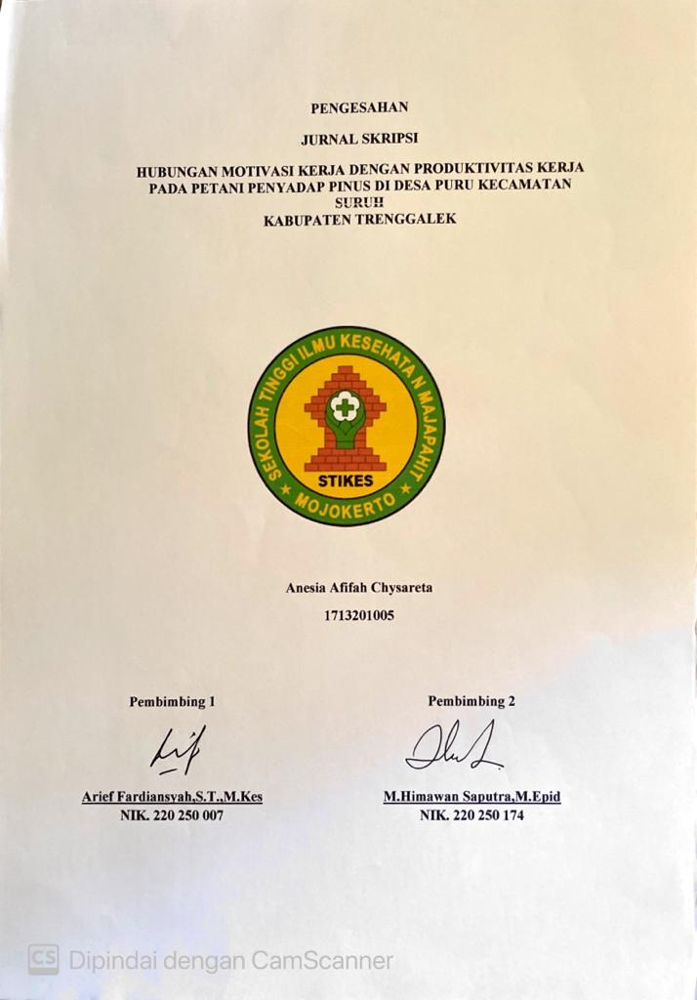 PENGESAHAN
JURNAL SKRIPSI
HUBUNGAN MOTIVASI KERJA DENGAN PRODUKTIVITAS KERJA
PADA PETANI PENYADAP PINUS DI DESA PURU KECAMATAN
SURUH
KABUPATEN TRENGGALEK
SEKOLAH TINGGI ILMU KESEHATA N MAJAPAHIT
STIKES
MOJOKERTO
Anesia Afifah Chysareta
1713201005
Pembimbing 1
Pembimbing 2
Arief Fardiansyah,S.T.,M.Kes
M.Himawan Saputra,M.Epid
NIK. 220 250 007
NIK. 220 250 174
CS Dipindai dengan CamScanner